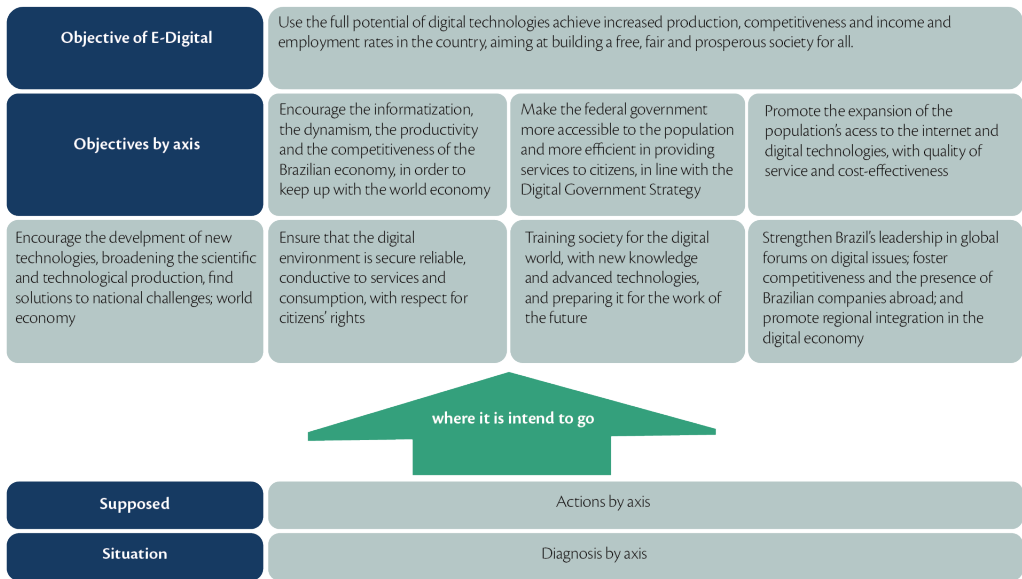 Objective of E-Digital
Use the full potential of digital technologies achieve increased production, competitiveness and income and
employment rates in the country, aiming at building a free, fair and prosperous society for all.
Objectives by axis
Encourage the informatization,
the dynamism, the productivity
and the competitiveness of the
Brazilian economy, in order to
keep up with the world economy
Make the federal government
more accessible to the population
and more efficient in providing
services to citizens, in line with the
Digital Government Strategy
Promote the expansion of the
population's acess to the internet and
digital technologies, with quality of
service and cost-effectiveness
Encourage the develpment of new
technologies, broadening the scientific
and technological production, find
solutions to national challenges; world
economy
Ensure that the digital
environment is secure reliable,
conductive to services and
consumption, with respect for
citizens' rights
Training society for the digital
world, with new knowledge
and advanced technologies,
and preparing it for the work of
the future
Strengthen Brazil's leadership in global
forums on digital issues; foster
competitiveness and the presence of
Brazilian companies abroad; and
promote regional integration in the
digital economy
where it is intend to go
Supposed
Actions by axis
Situation
Diagnosis by axis